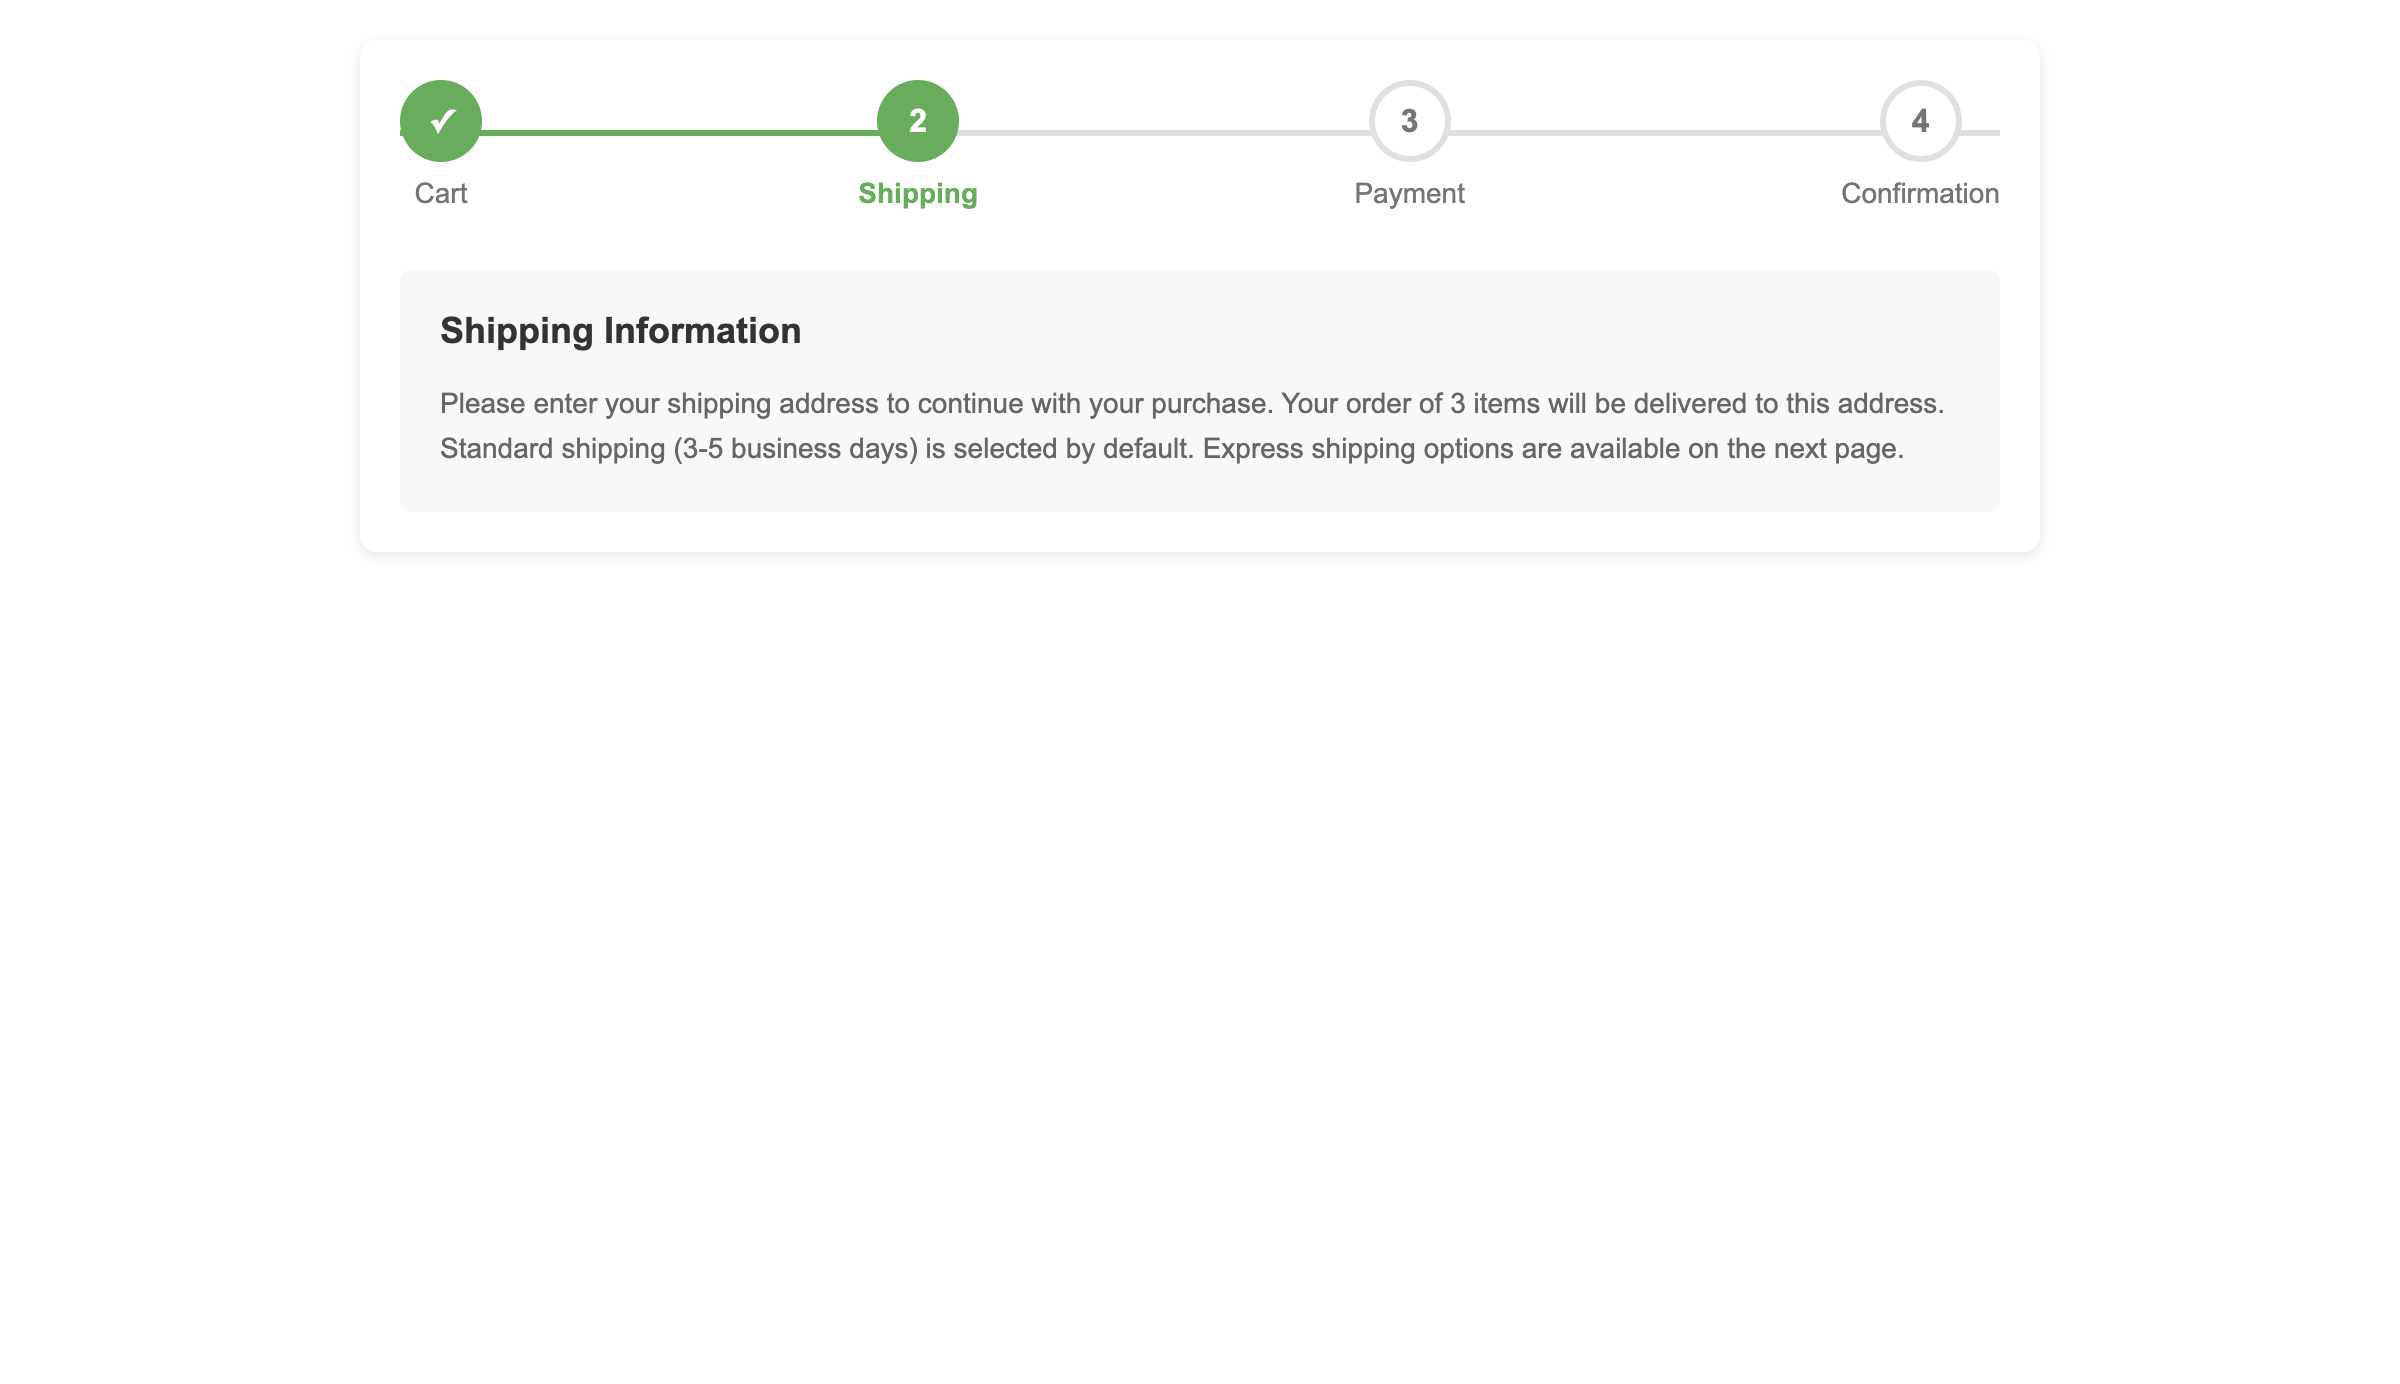 ✓
2
3
4
Cart
Shipping
Payment
Confirmation
Shipping Information
Please enter your shipping address to continue with your purchase. Your order of 3 items will be delivered to this address.
Standard shipping (3-5 business days) is selected by default. Express shipping options are available on the next page.